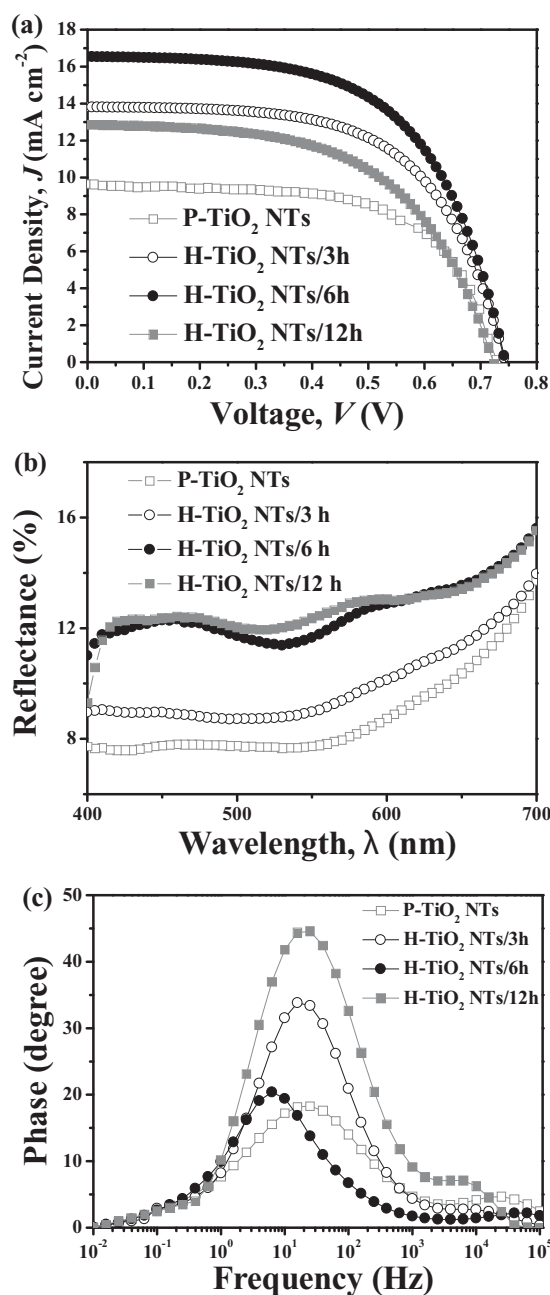 (a)
Current Density, J (mA cm⁻²)
18
16
14
12
10
8
6
4
2
0
P-TiO₂ NTs
H-TiO₂ NTs/3h
H-TiO₂ NTs/6h
H-TiO₂ NTs/12h
0.0 0.1 0.2 0.3 0.4 0.5 0.6 0.7 0.8
Voltage, V (V)
(b)
Reflectance (%)
16
12
8
P-TiO₂ NTs
H-TiO₂ NTs/3 h
H-TiO₂ NTs/6 h
H-TiO₂ NTs/12 h
400 500 600 700
Wavelength, λ (nm)
(c)
Phase (degree)
50
40
30
20
10
0
P-TiO₂ NTs
H-TiO₂ NTs/3h
H-TiO₂ NTs/6h
H-TiO₂ NTs/12h
10⁻² 10⁻¹ 10⁰ 10¹ 10² 10³ 10⁴ 10⁵
Frequency (Hz)